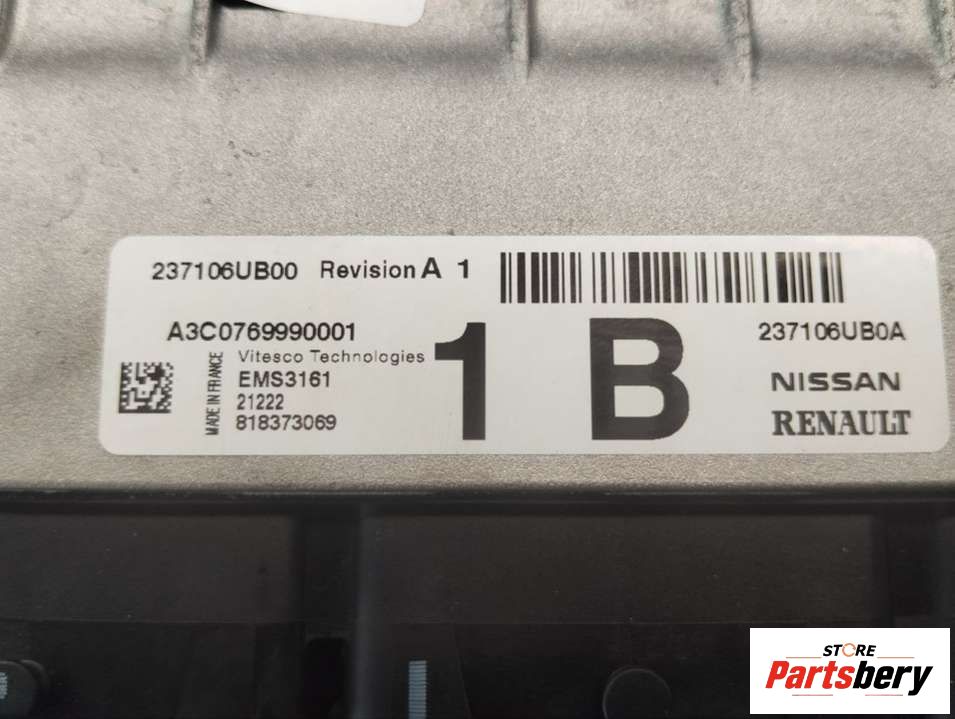 237106UB00 Revision A 1
A3C0769990001
237106UB0A
MADE IN FRANCE
Vitesco Technologies
EMS3161
21222
818373069
1 B
NISSAN
RENAULT
STORE
Partsbery